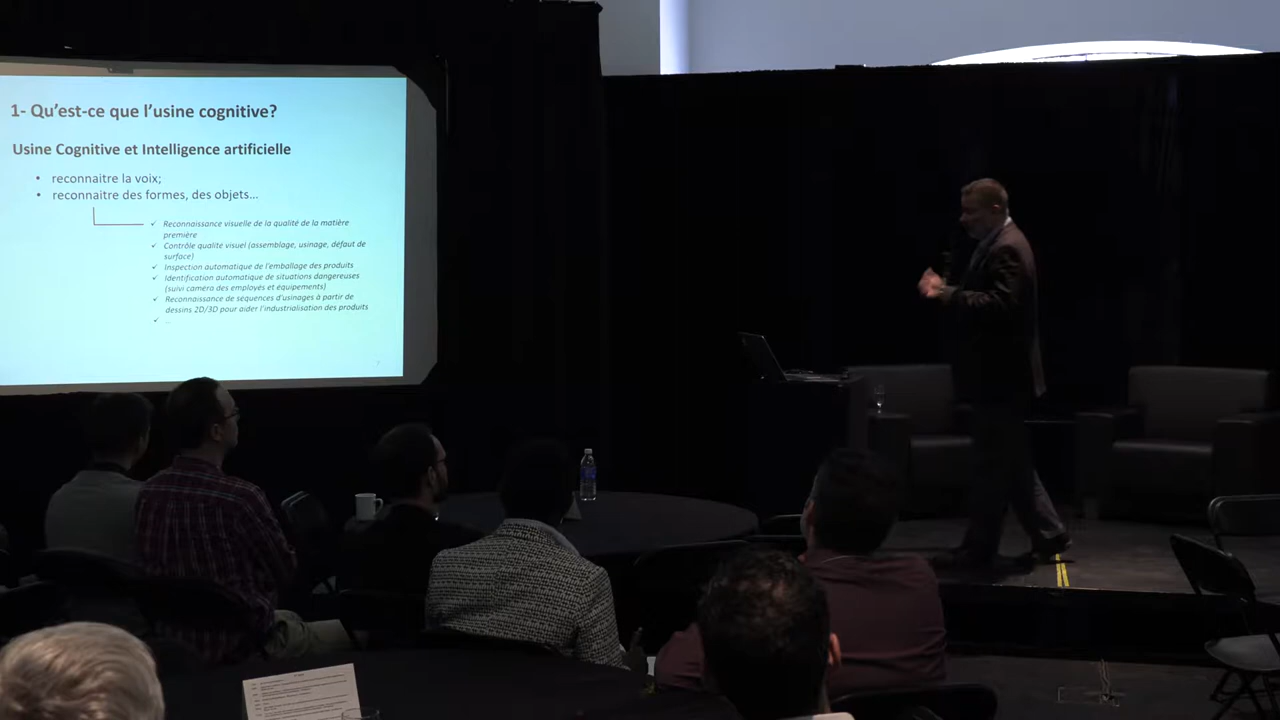 1- Qu'est-ce que l'usine cognitive?
Usine Cognitive et Intelligence artificielle
• reconnaitre la voix;
• reconnaitre des formes, des objets...
✓ Reconnaissance visuelle de la qualité de la matière
première
✓ Contrôle qualité visuel (assemblage, usinage, défaut de
surface)
✓ Inspection automatique de l'emballage des produits
✓ Identification automatique de situations dangereuses
(suivi caméra des employés et équipements)
✓ Reconnaissance de séquences d'usinages à partir de
dessins 2D/3D pour aider l'industrialisation des produits
✓ ...